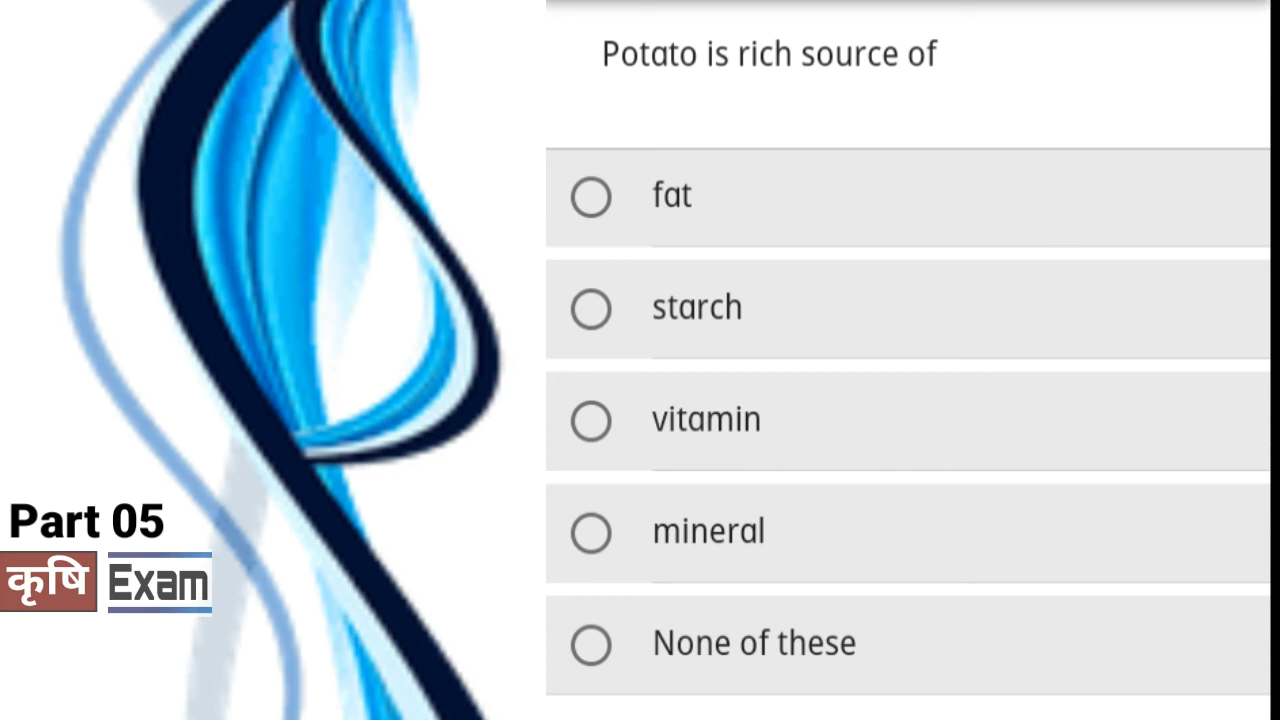 Potato is rich source of
fat
starch
vitamin
mineral
None of these
Part 05
कृषि Exam